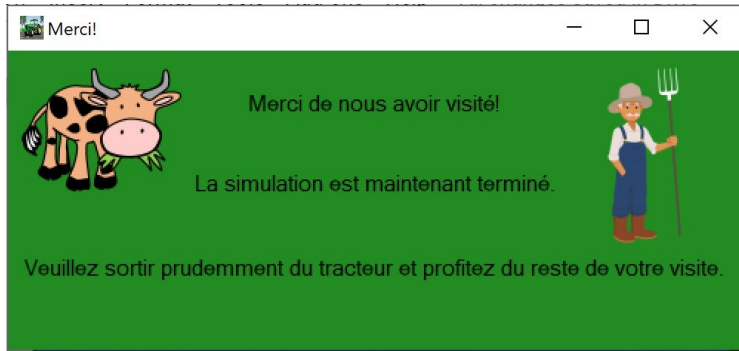 Merci!
Merci de nous avoir visité!
La simulation est maintenant terminé.
Veuillez sortir prudemment du tracteur et profitez du reste de votre visite.